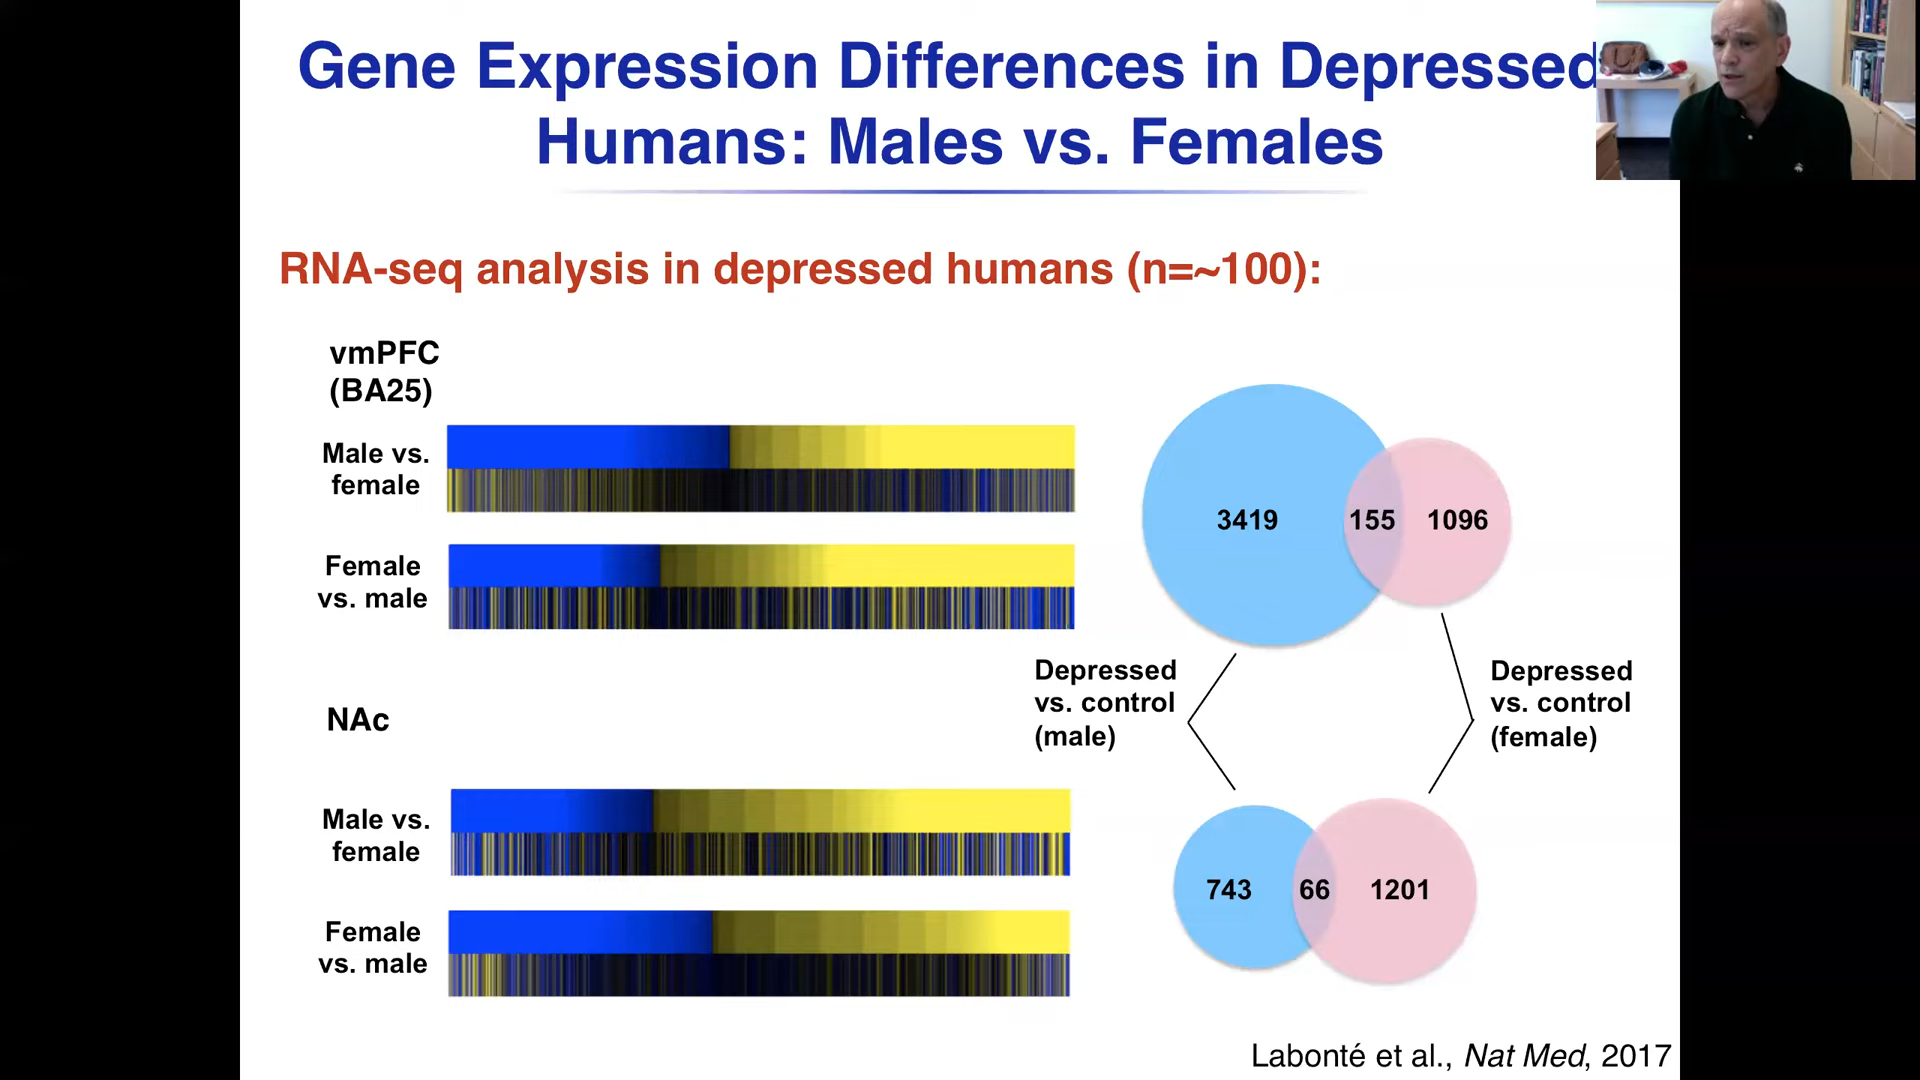 Gene Expression Differences in Depressed
Humans: Males vs. Females
RNA-seq analysis in depressed humans (n=~100):
vmPFC
(BA25)
Male vs.
female
Female
vs. male
3419
155
1096
Depressed
vs. control
(male)
Depressed
vs. control
(female)
NAc
Male vs.
female
Female
vs. male
743
66
1201
Labonté et al., Nat Med, 2017